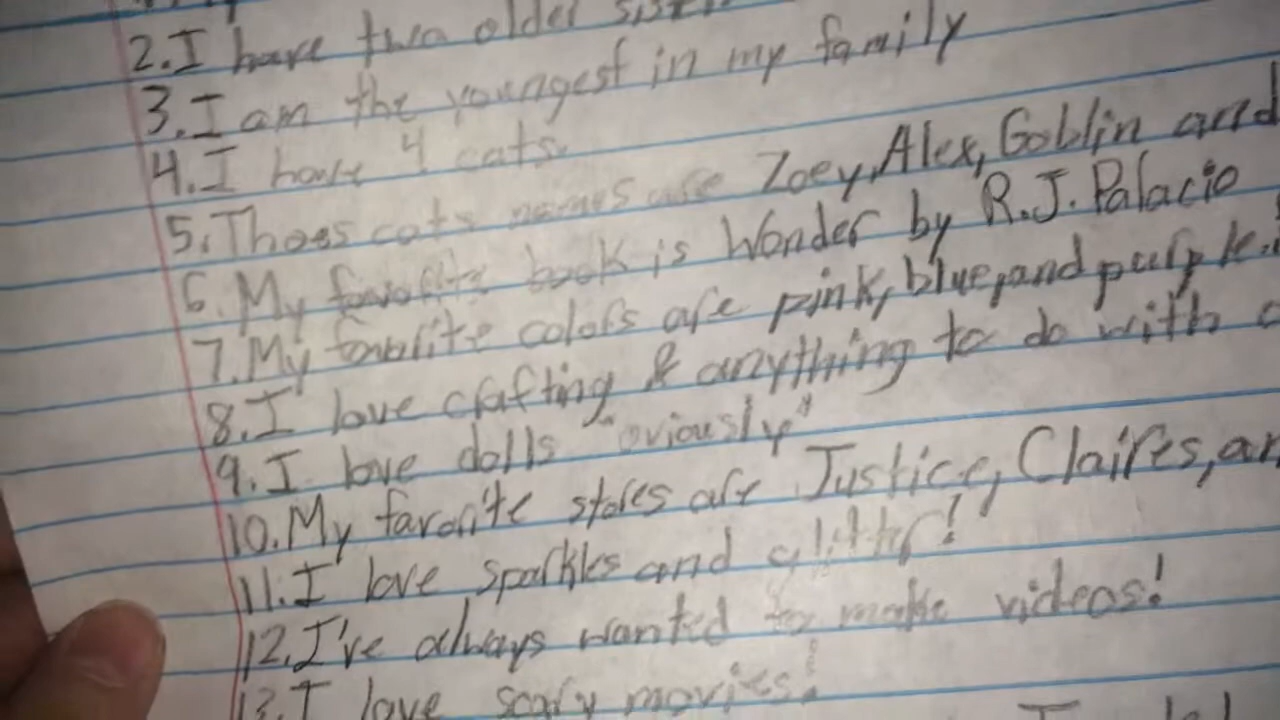 2. I have two older
3. I am the youngest in my family
4. I have 4 cats.
5. Thoes cats names are Zoey, Alex, Goblin and
6. My favorite book is Wonder by R.J. Palacio
7. My favorite colors are pink, blue, and purple.
8. I love crafting & anything to do with
9. I love dolls "oviously"
10. My favorite stores are Justice, Claires,
11. I love sparkles and glitter!
12. I've always wanted to make videos!
13. I love scary movies!